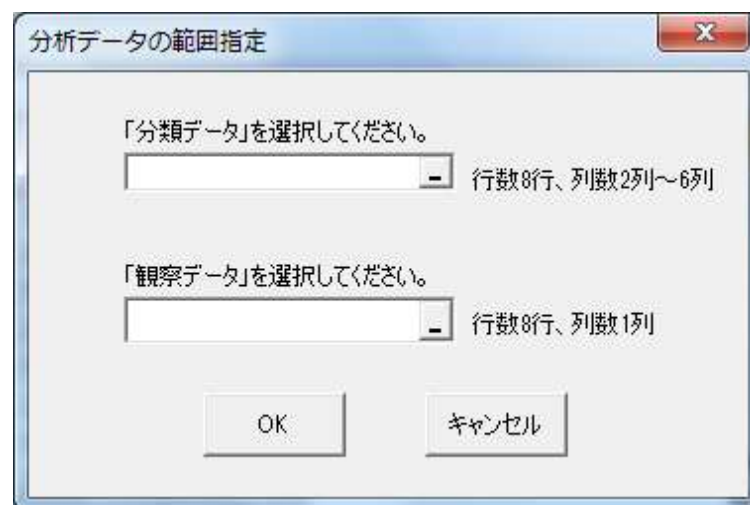 分析データの範囲指定
「分類データ」を選択してください。
行数8行、列数2列～6列
「観察データ」を選択してください。
行数8行、列数1列
OK キャンセル